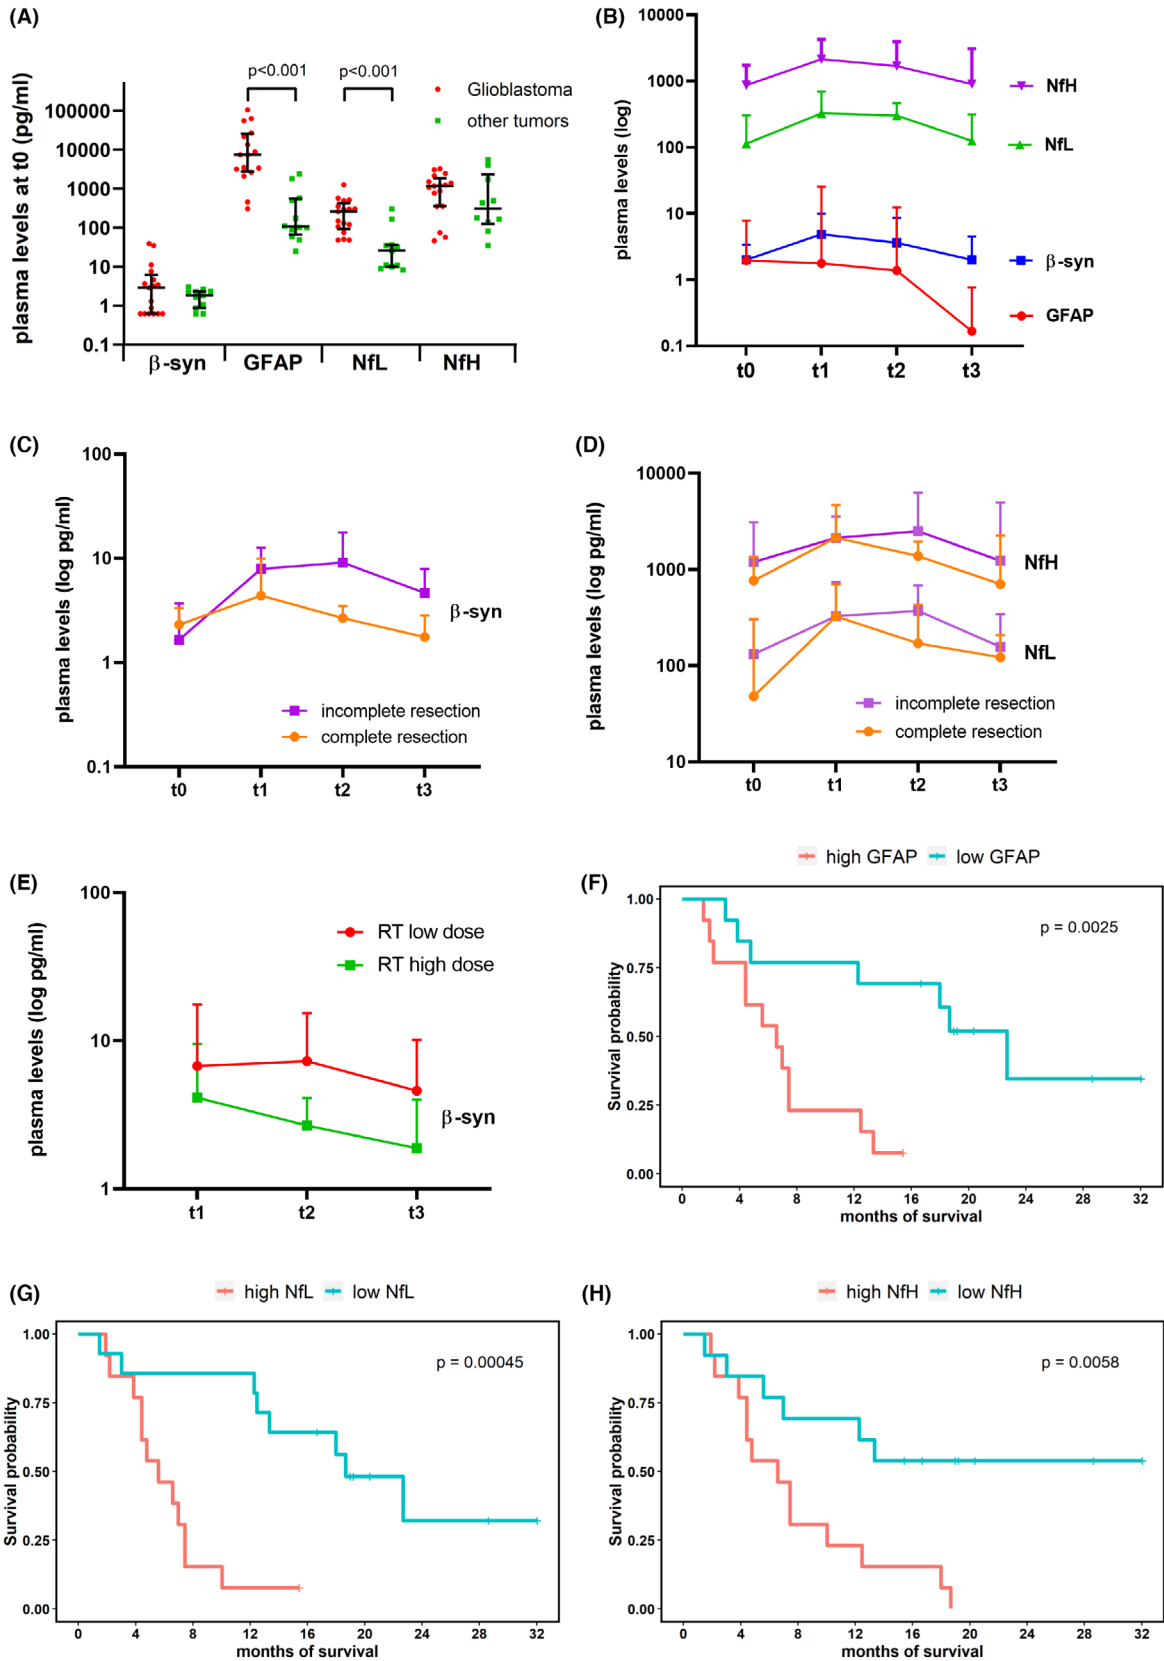 (A)
plasma levels at t0 (pg/ml)
100000
10000
1000
100
10
1
0.1
p<0.001
p<0.001
Glioblastoma
other tumors
β-syn
GFAP
NfL
NfH
(B)
plasma levels (log)
10000
1000
100
10
1
0.1
t0
t1
t2
t3
NfH
NfL
β-syn
GFAP
(C)
plasma levels (log pg/ml)
100
10
1
0.1
t0
t1
t2
t3
β-syn
incomplete resection
complete resection
(D)
plasma levels (log pg/ml)
10000
1000
100
10
t0
t1
t2
t3
NfH
NfL
incomplete resection
complete resection
(E)
plasma levels (log pg/ml)
100
10
1
t1
t2
t3
RT low dose
RT high dose
β-syn
(F)
high GFAP
low GFAP
Survival probability
1.00
0.75
0.50
0.25
0.00
p = 0.0025
0 4 8 12 16 20 24 28 32
months of survival
(G)
high NfL
low NfL
Survival probability
1.00
0.75
0.50
0.25
0.00
p = 0.00045
0 4 8 12 16 20 24 28 32
months of survival
(H)
high NfH
low NfH
Survival probability
1.00
0.75
0.50
0.25
0.00
p = 0.0058
0 4 8 12 16 20 24 28 32
months of survival